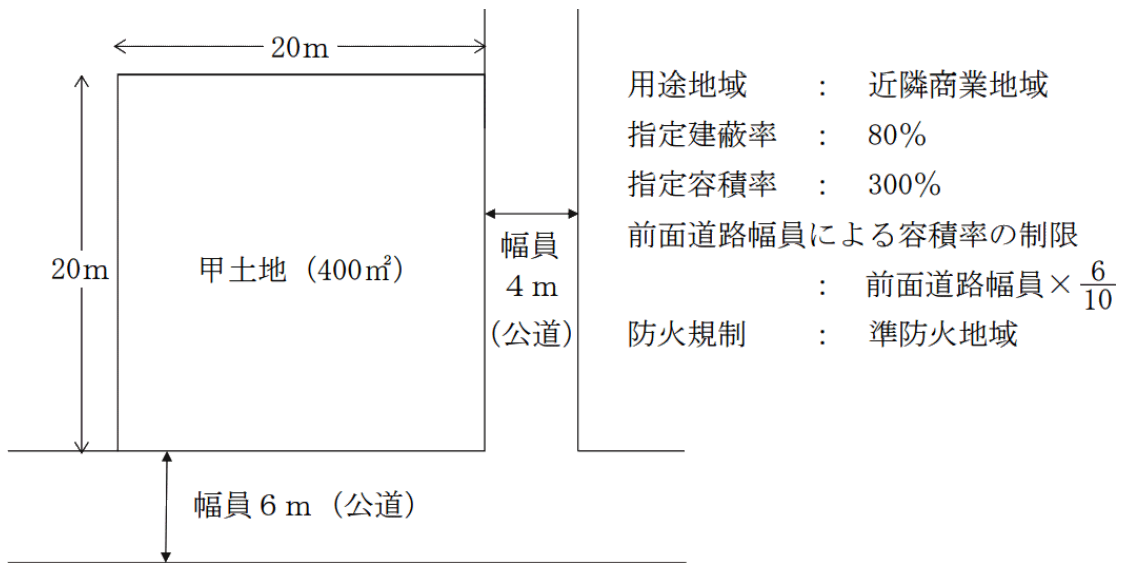 20m
用途地域 : 近隣商業地域
指定建蔽率 : 80%
指定容積率 : 300%
前面道路幅員による容積率の制限
: 前面道路幅員×6/10
防火規制 : 準防火地域
20m
甲土地（400㎡）
幅員
4m
（公道）
幅員6m（公道）